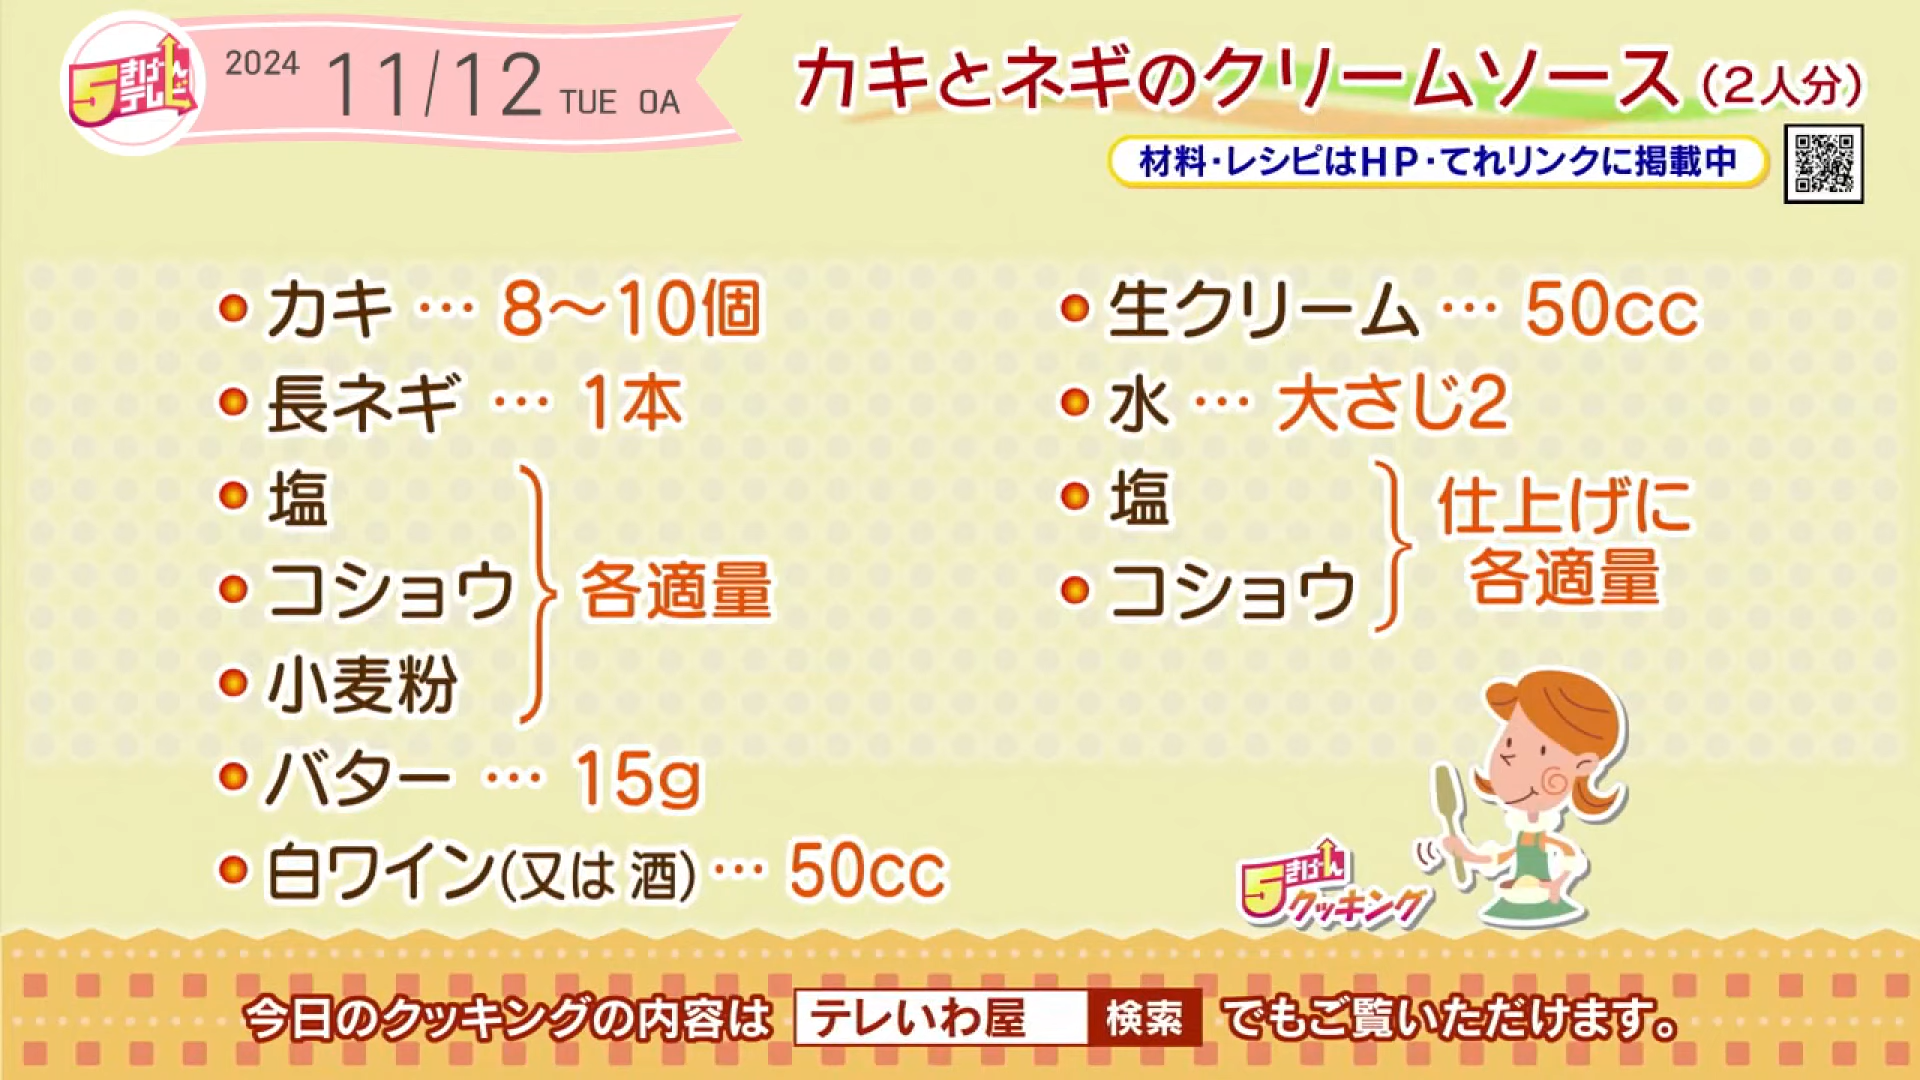 5きげんテレビ
2024 11/12 TUE OA
カキとネギのクリームソース(2人分)
材料・レシピはHP・てれリンクに掲載中
カキ … 8〜10個
長ネギ … 1本
塩
コショウ
小麦粉
各適量
バター … 15g
白ワイン(又は 酒) … 50cc
生クリーム … 50cc
水 … 大さじ2
塩
コショウ
仕上げに
各適量
5きげん
クッキング
今日のクッキングの内容は テレいわ屋 検索 でもご覧いただけます。